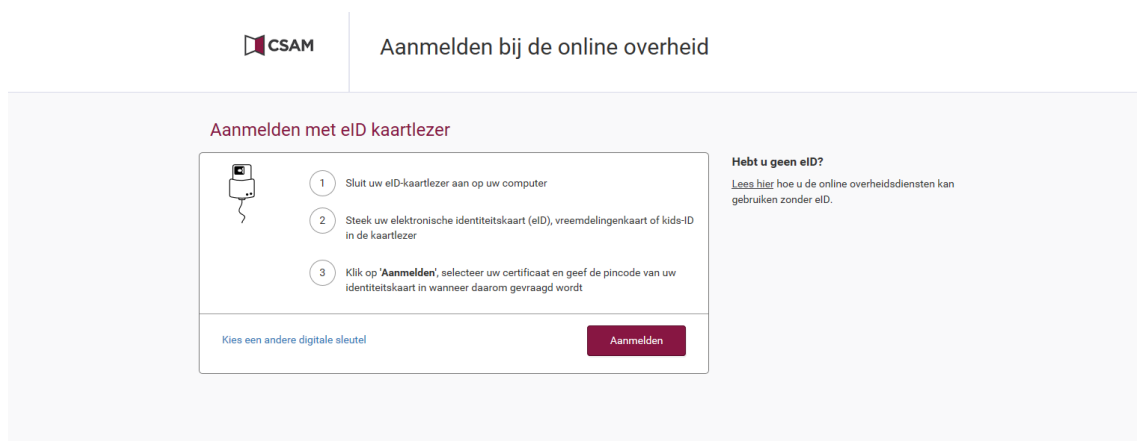 CSAM
Aanmelden bij de online overheid
Aanmelden met eID kaartlezer
1
Sluit uw eID-kaartlezer aan op uw computer
2
Steek uw elektronische identiteitskaart (eID), vreemdelingenkaart of kids-ID
in de kaartlezer
3
Klik op 'Aanmelden', selecteer uw certificaat en geef de pincode van uw
identiteitskaart in wanneer daarom gevraagd wordt
Kies een andere digitale sleutel
Aanmelden
Hebt u geen eID?
Lees hier hoe u de online overheidsdiensten kan
gebruiken zonder eID.